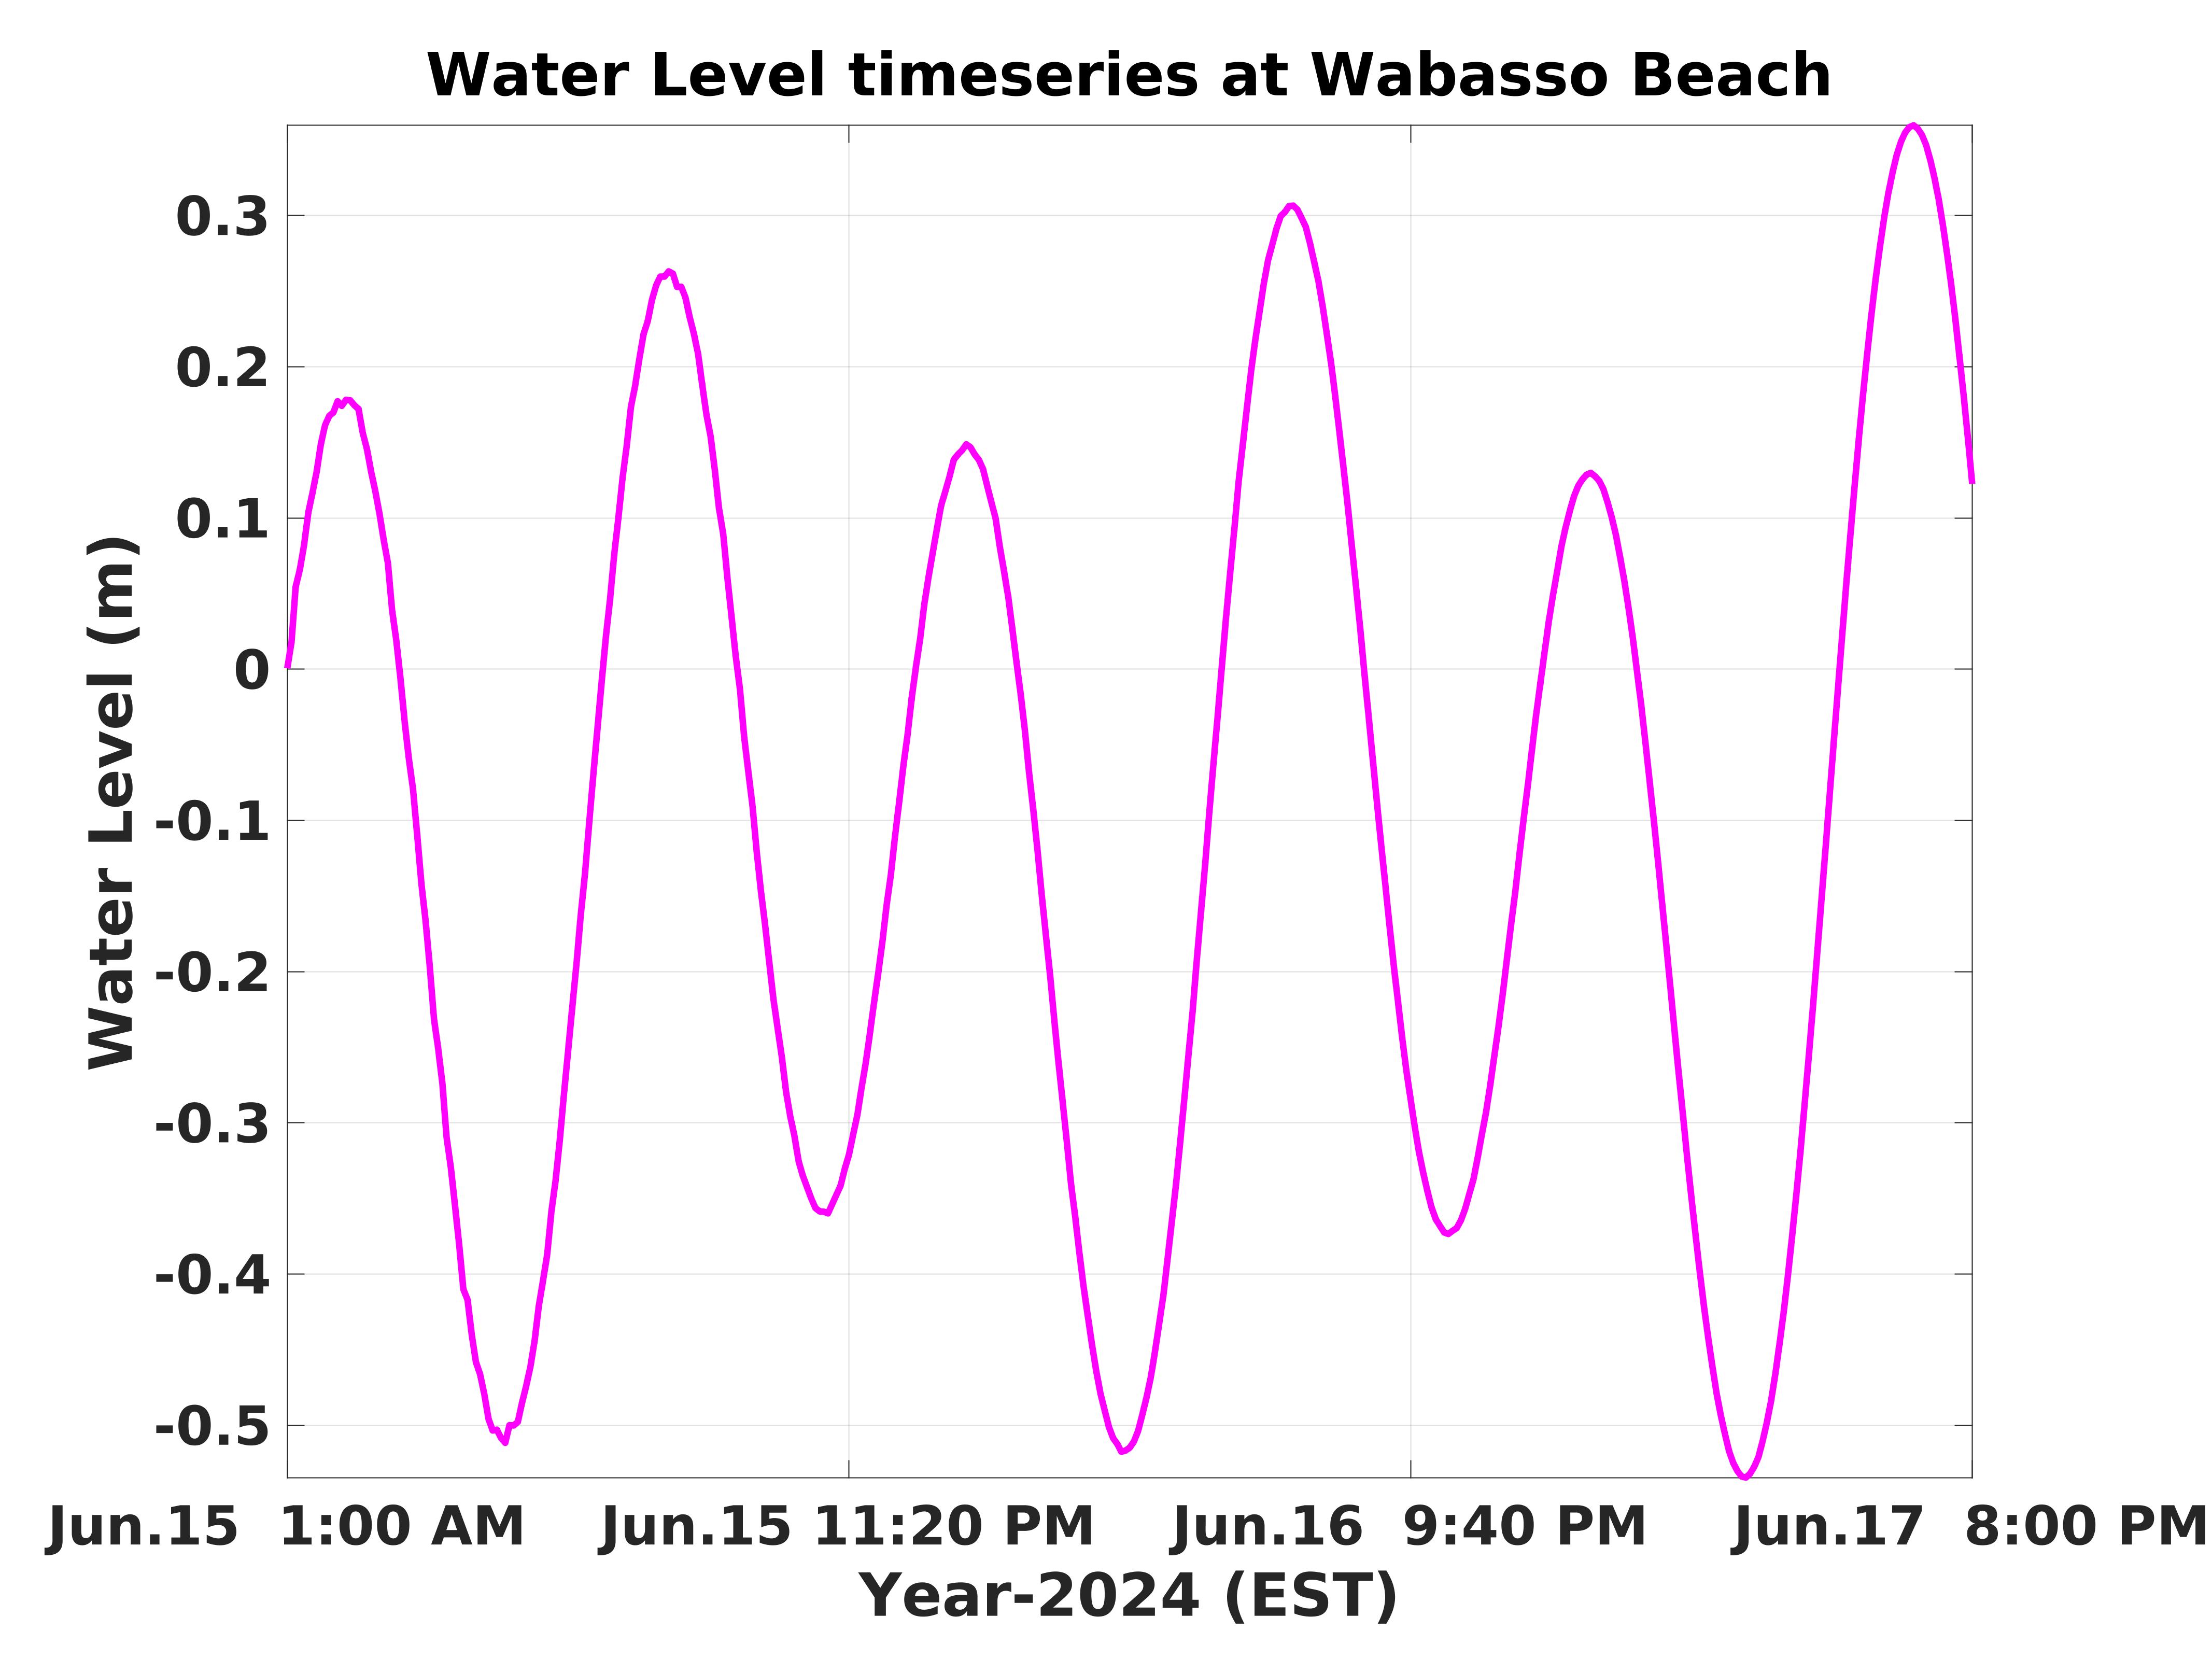 Water Level timeseries at Wabasso Beach
Water Level (m)
0.3
0.2
0.1
0
-0.1
-0.2
-0.3
-0.4
-0.5
Jun.15 1:00 AM
Jun.15 11:20 PM
Jun.16 9:40 PM
Jun.17 8:00 PM
Year-2024 (EST)